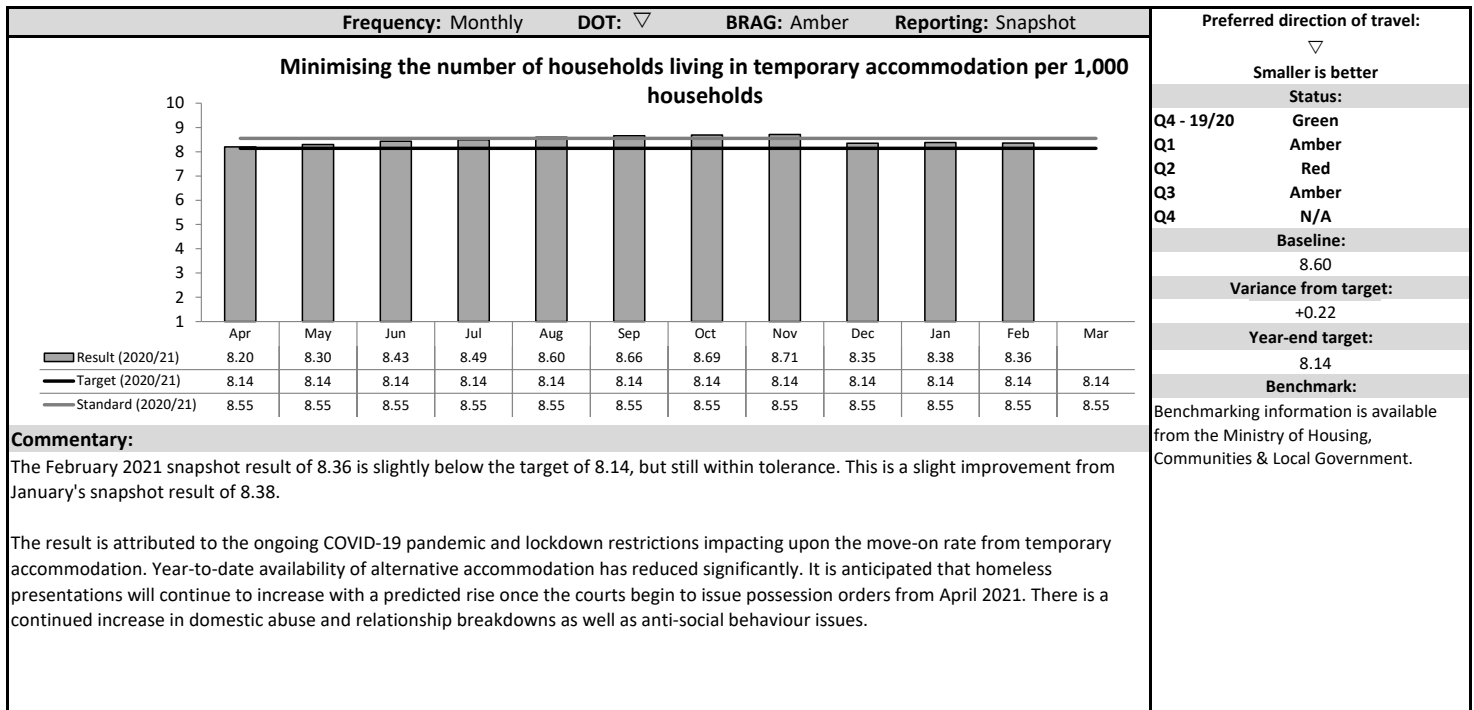 Frequency: Monthly DOT: ▽ BRAG: Amber Reporting: Snapshot
Minimising the number of households living in temporary accommodation per 1,000
households
10
9
8
7
6
5
4
3
2
1
Apr May Jun Jul Aug Sep Oct Nov Dec Jan Feb Mar
Result (2020/21) 8.20 8.30 8.43 8.49 8.60 8.66 8.69 8.71 8.35 8.38 8.36
Target (2020/21) 8.14 8.14 8.14 8.14 8.14 8.14 8.14 8.14 8.14 8.14 8.14 8.14
Standard (2020/21) 8.55 8.55 8.55 8.55 8.55 8.55 8.55 8.55 8.55 8.55 8.55 8.55
Commentary:
The February 2021 snapshot result of 8.36 is slightly below the target of 8.14, but still within tolerance. This is a slight improvement from
January's snapshot result of 8.38.
The result is attributed to the ongoing COVID-19 pandemic and lockdown restrictions impacting upon the move-on rate from temporary
accommodation. Year-to-date availability of alternative accommodation has reduced significantly. It is anticipated that homeless
presentations will continue to increase with a predicted rise once the courts begin to issue possession orders from April 2021. There is a
continued increase in domestic abuse and relationship breakdowns as well as anti-social behaviour issues.
Preferred direction of travel:
▽
Smaller is better
Status:
Q4 - 19/20 Green
Q1 Amber
Q2 Red
Q3 Amber
Q4 N/A
Baseline:
8.60
Variance from target:
+0.22
Year-end target:
8.14
Benchmark:
Benchmarking information is available
from the Ministry of Housing,
Communities & Local Government.